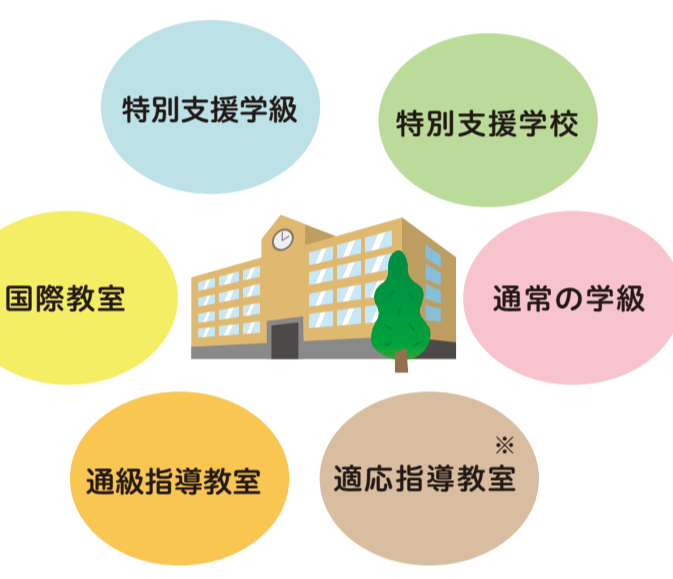 特別支援学級
特別支援学校
国際教室
通常の学級
通級指導教室
※
適応指導教室